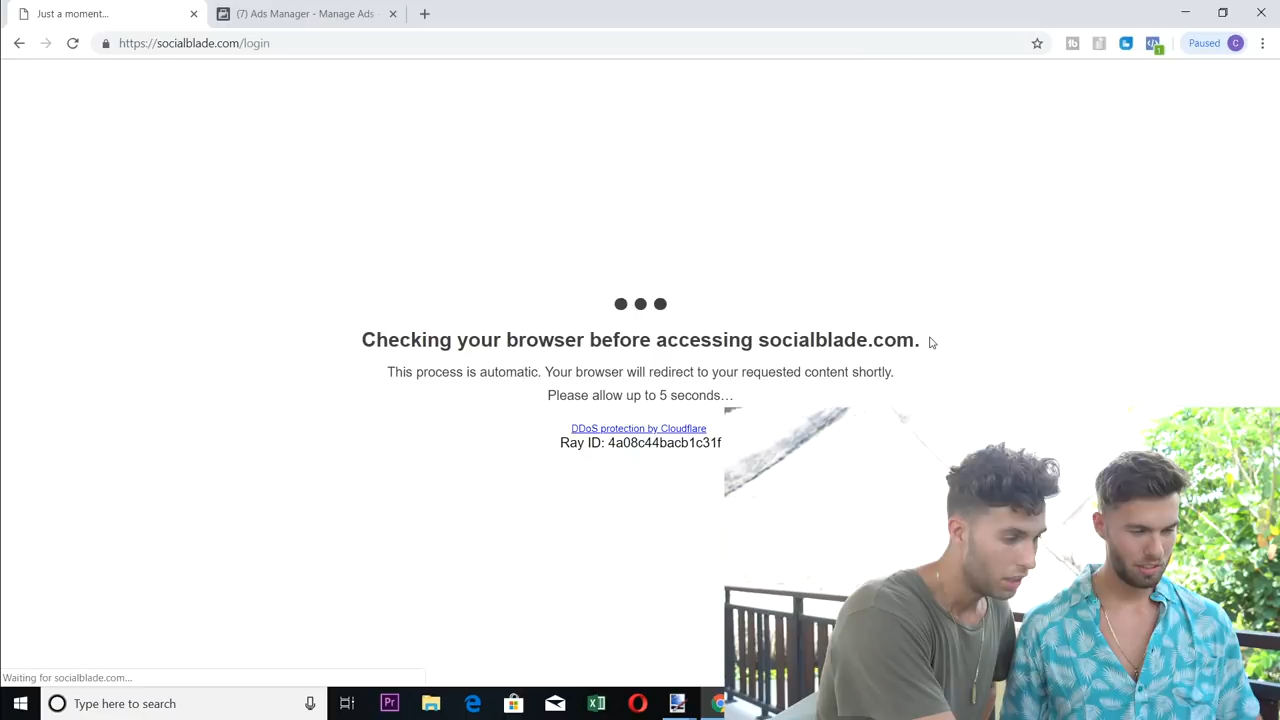 Just a moment...
(7) Ads Manager - Manage Ads
https://socialblade.com/login
Paused
C
1
Checking your browser before accessing socialblade.com.
This process is automatic. Your browser will redirect to your requested content shortly.
Please allow up to 5 seconds…
DDoS protection by Cloudflare
Ray ID: 4a08c44bacb1c31f
Waiting for socialblade.com...
Type here to search
Pr